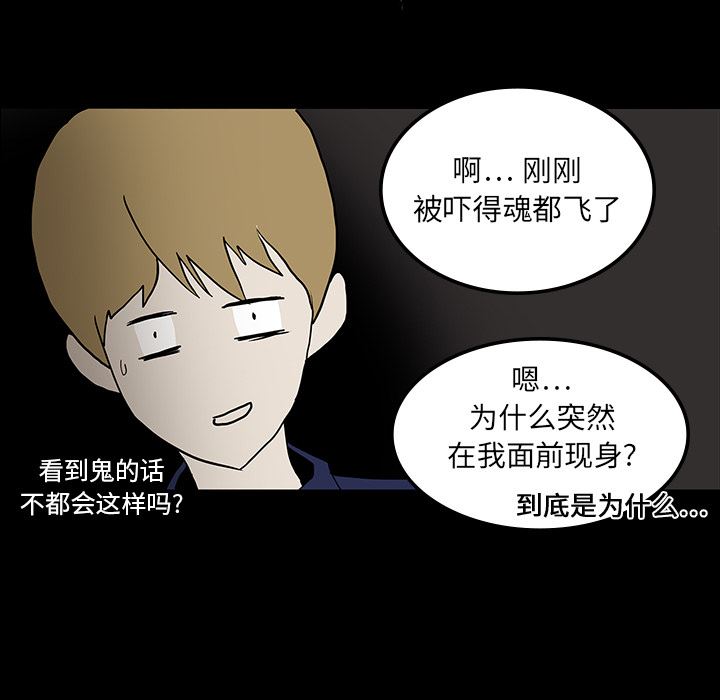 啊...刚刚
被吓得魂都飞了
嗯...
为什么突然
在我面前现身?
到底是为什么...
看到鬼的话
不都会这样吗?